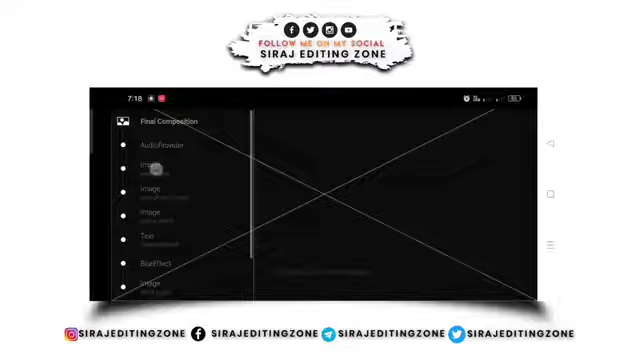 FOLLOW ME ON MY SOCIAL
SIRAJ EDITING ZONE
7:18
Final Composition
AudioProvider
Image
Image
Image
Text
BlurEffect
Image
SIRAJEDITINGZONE SIRAJEDITINGZONE SIRAJEDITINGZONE SIRAJEDITINGZONE